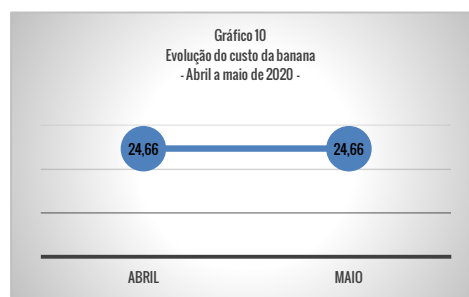 Gráfico 10
Evolução do custo da banana
- Abril a maio de 2020 -
24,66 24,66
ABRIL MAIO